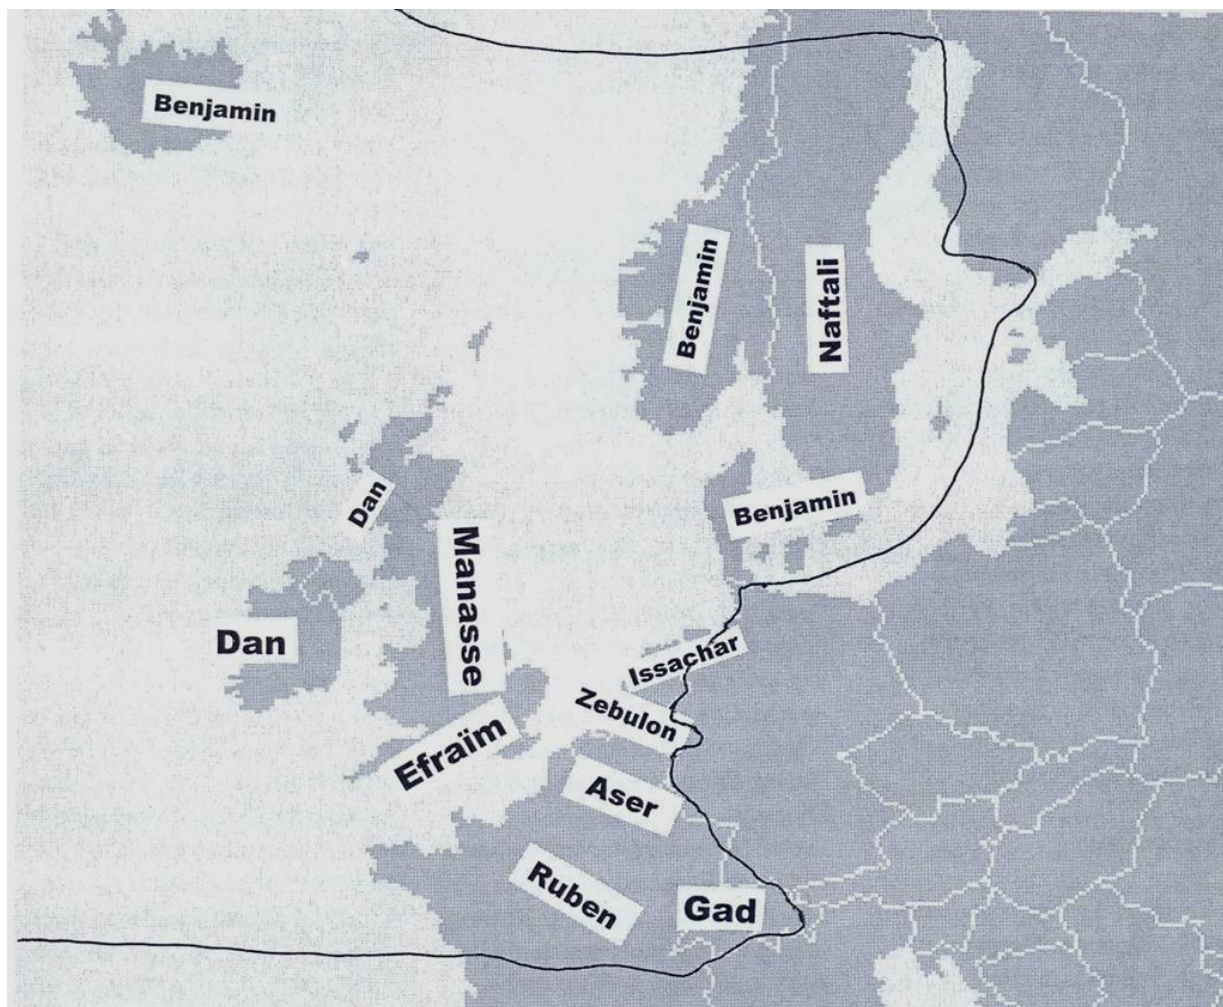 Benjamin
Benjamin
Naftali
Dan
Benjamin
Manasse
Dan
Issachar
Zebulon
Efraïm
Aser
Ruben
Gad